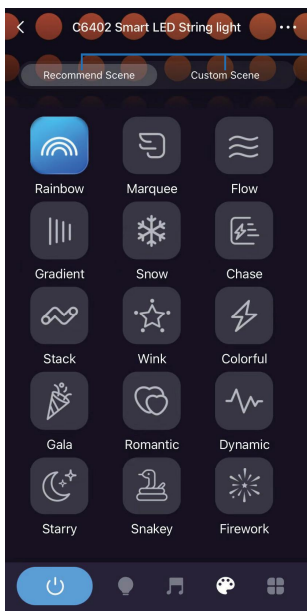 C6402 Smart LED String light
Recommend Scene Custom Scene
Rainbow Marquee Flow
Gradient Snow Chase
Stack Wink Colorful
Gala Romantic Dynamic
Starry Snakey Firework